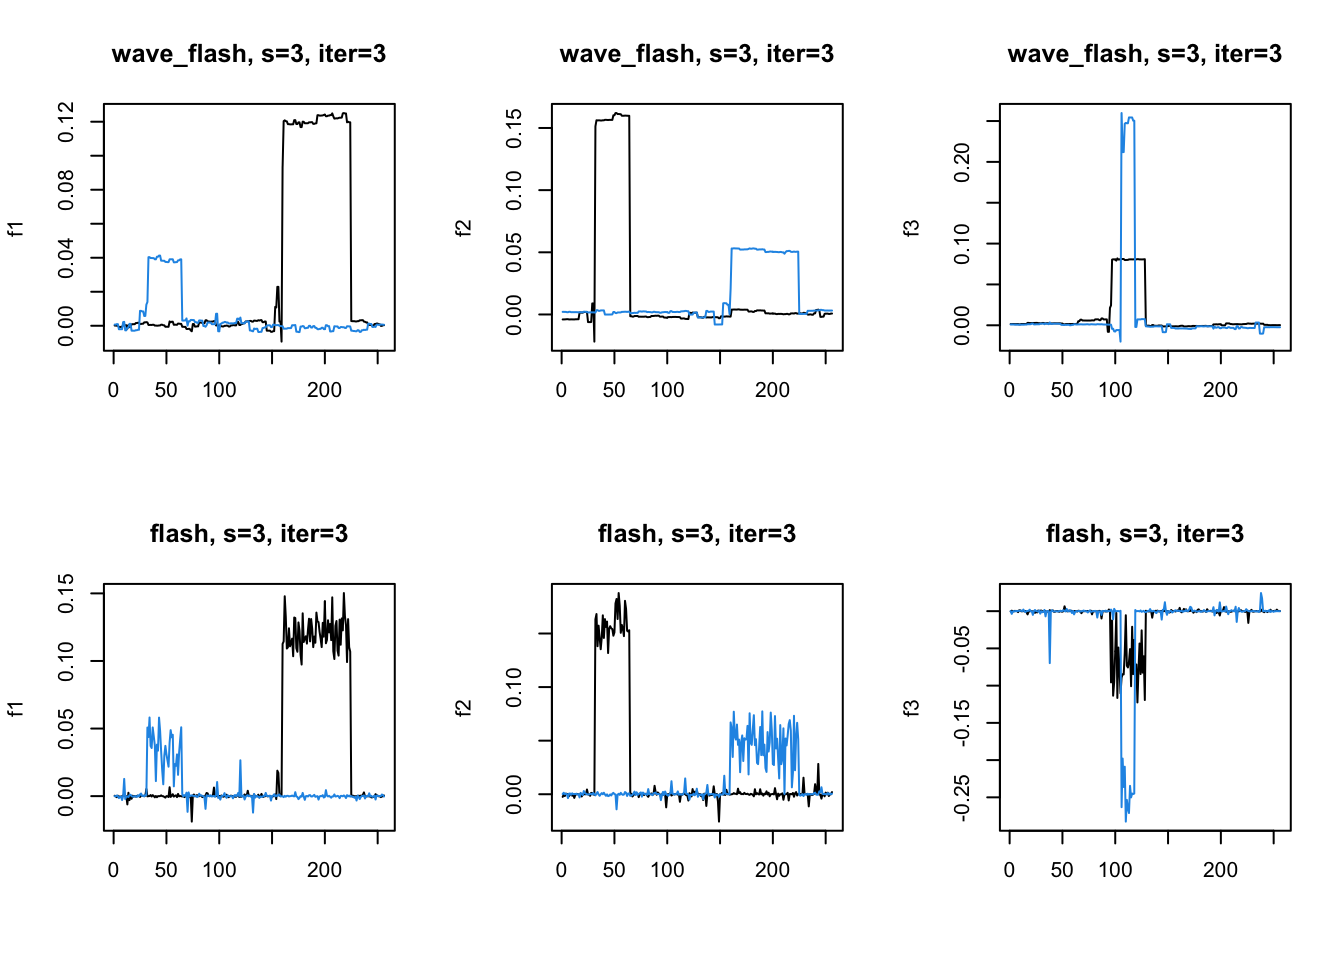 wave_flash, s=3, iter=3
f1
0.00 0.04 0.08 0.12
0 50 100 200
wave_flash, s=3, iter=3
f2
0.00 0.05 0.10 0.15
0 50 100 200
wave_flash, s=3, iter=3
f3
0.00 0.10 0.20
0 50 100 200
flash, s=3, iter=3
f1
0.00 0.05 0.10 0.15
0 50 100 200
flash, s=3, iter=3
f2
0.00 0.10
0 50 100 200
flash, s=3, iter=3
f3
-0.25 -0.15 -0.05
0 50 100 200